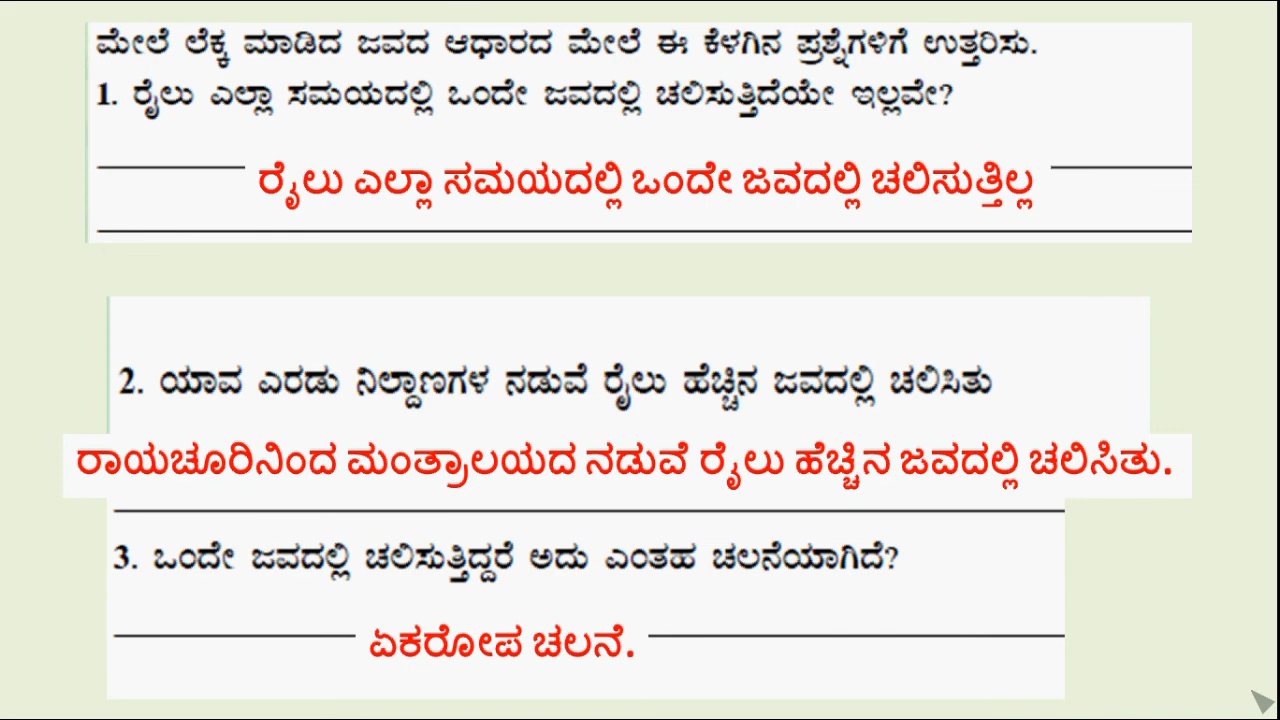 ಮೇಲೆ ಲೆಕ್ಕ ಮಾಡಿದ ಜವದ ಆಧಾರದ ಮೇಲೆ ಈ ಕೆಳಗಿನ ಪ್ರಶ್ನೆಗಳಿಗೆ ಉತ್ತರಿಸು.
1. ರೈಲು ಎಲ್ಲಾ ಸಮಯದಲ್ಲಿ ಒಂದೇ ಜವದಲ್ಲಿ ಚಲಿಸುತ್ತಿದೆಯೇ ಇಲ್ಲವೇ?
ರೈಲು ಎಲ್ಲಾ ಸಮಯದಲ್ಲಿ ಒಂದೇ ಜವದಲ್ಲಿ ಚಲಿಸುತ್ತಿಲ್ಲ
2. ಯಾವ ಎರಡು ನಿಲ್ದಾಣಗಳ ನಡುವೆ ರೈಲು ಹೆಚ್ಚಿನ ಜವದಲ್ಲಿ ಚಲಿಸಿತು
ರಾಯಚೂರಿನಿಂದ ಮಂತ್ರಾಲಯದ ನಡುವೆ ರೈಲು ಹೆಚ್ಚಿನ ಜವದಲ್ಲಿ ಚಲಿಸಿತು.
3. ಒಂದೇ ಜವದಲ್ಲಿ ಚಲಿಸುತ್ತಿದ್ದರೆ ಅದು ಎಂತಹ ಚಲನೆಯಾಗಿದೆ?
ಏಕರೋಪ ಚಲನೆ.